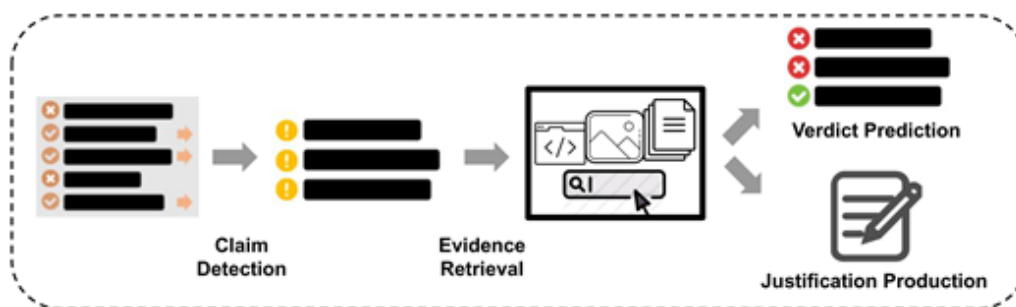 </>
Verdict Prediction
Claim
Detection
Evidence
Retrieval
Justification Production